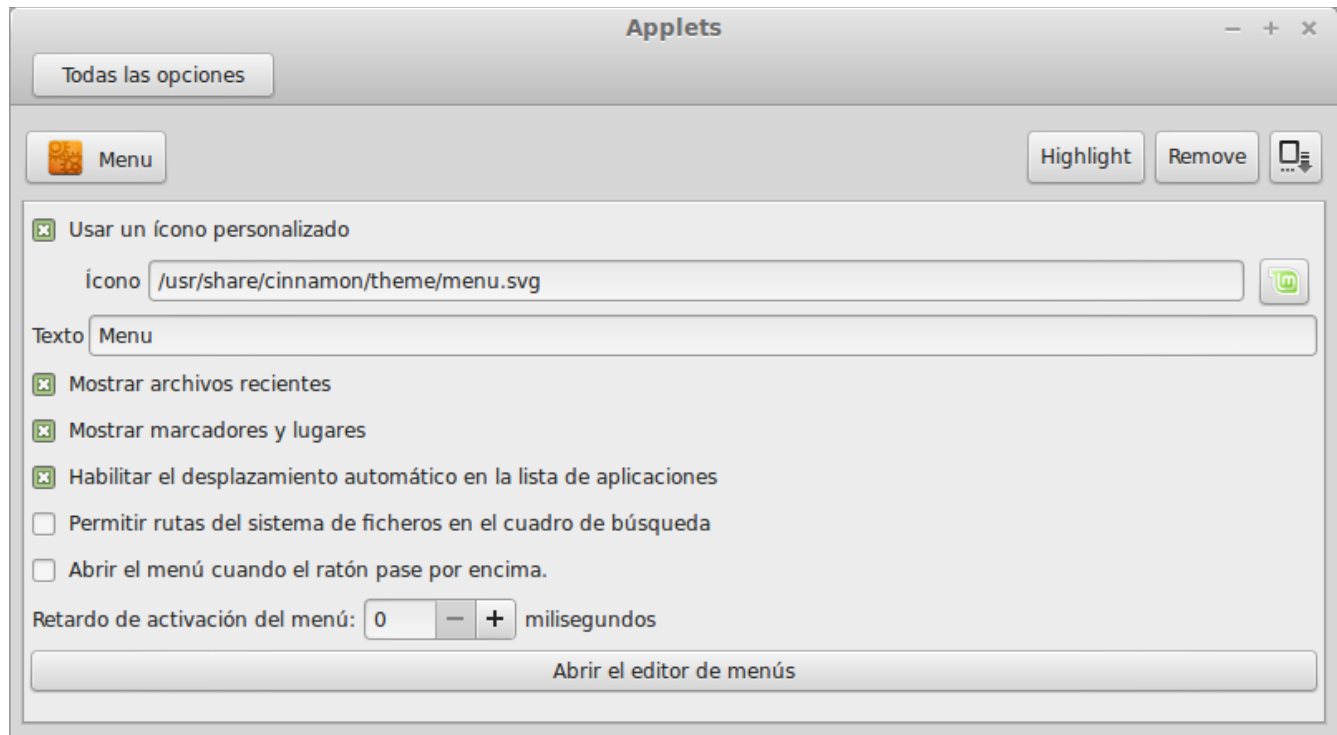 Applets
Todas las opciones
Menu
Highlight
Remove
Usar un ícono personalizado
Ícono
/usr/share/cinnamon/theme/menu.svg
Texto
Menu
Mostrar archivos recientes
Mostrar marcadores y lugares
Habilitar el desplazamiento automático en la lista de aplicaciones
Permitir rutas del sistema de ficheros en el cuadro de búsqueda
Abrir el menú cuando el ratón pase por encima.
Retardo de activación del menú: 0 milisegundos
Abrir el editor de menús